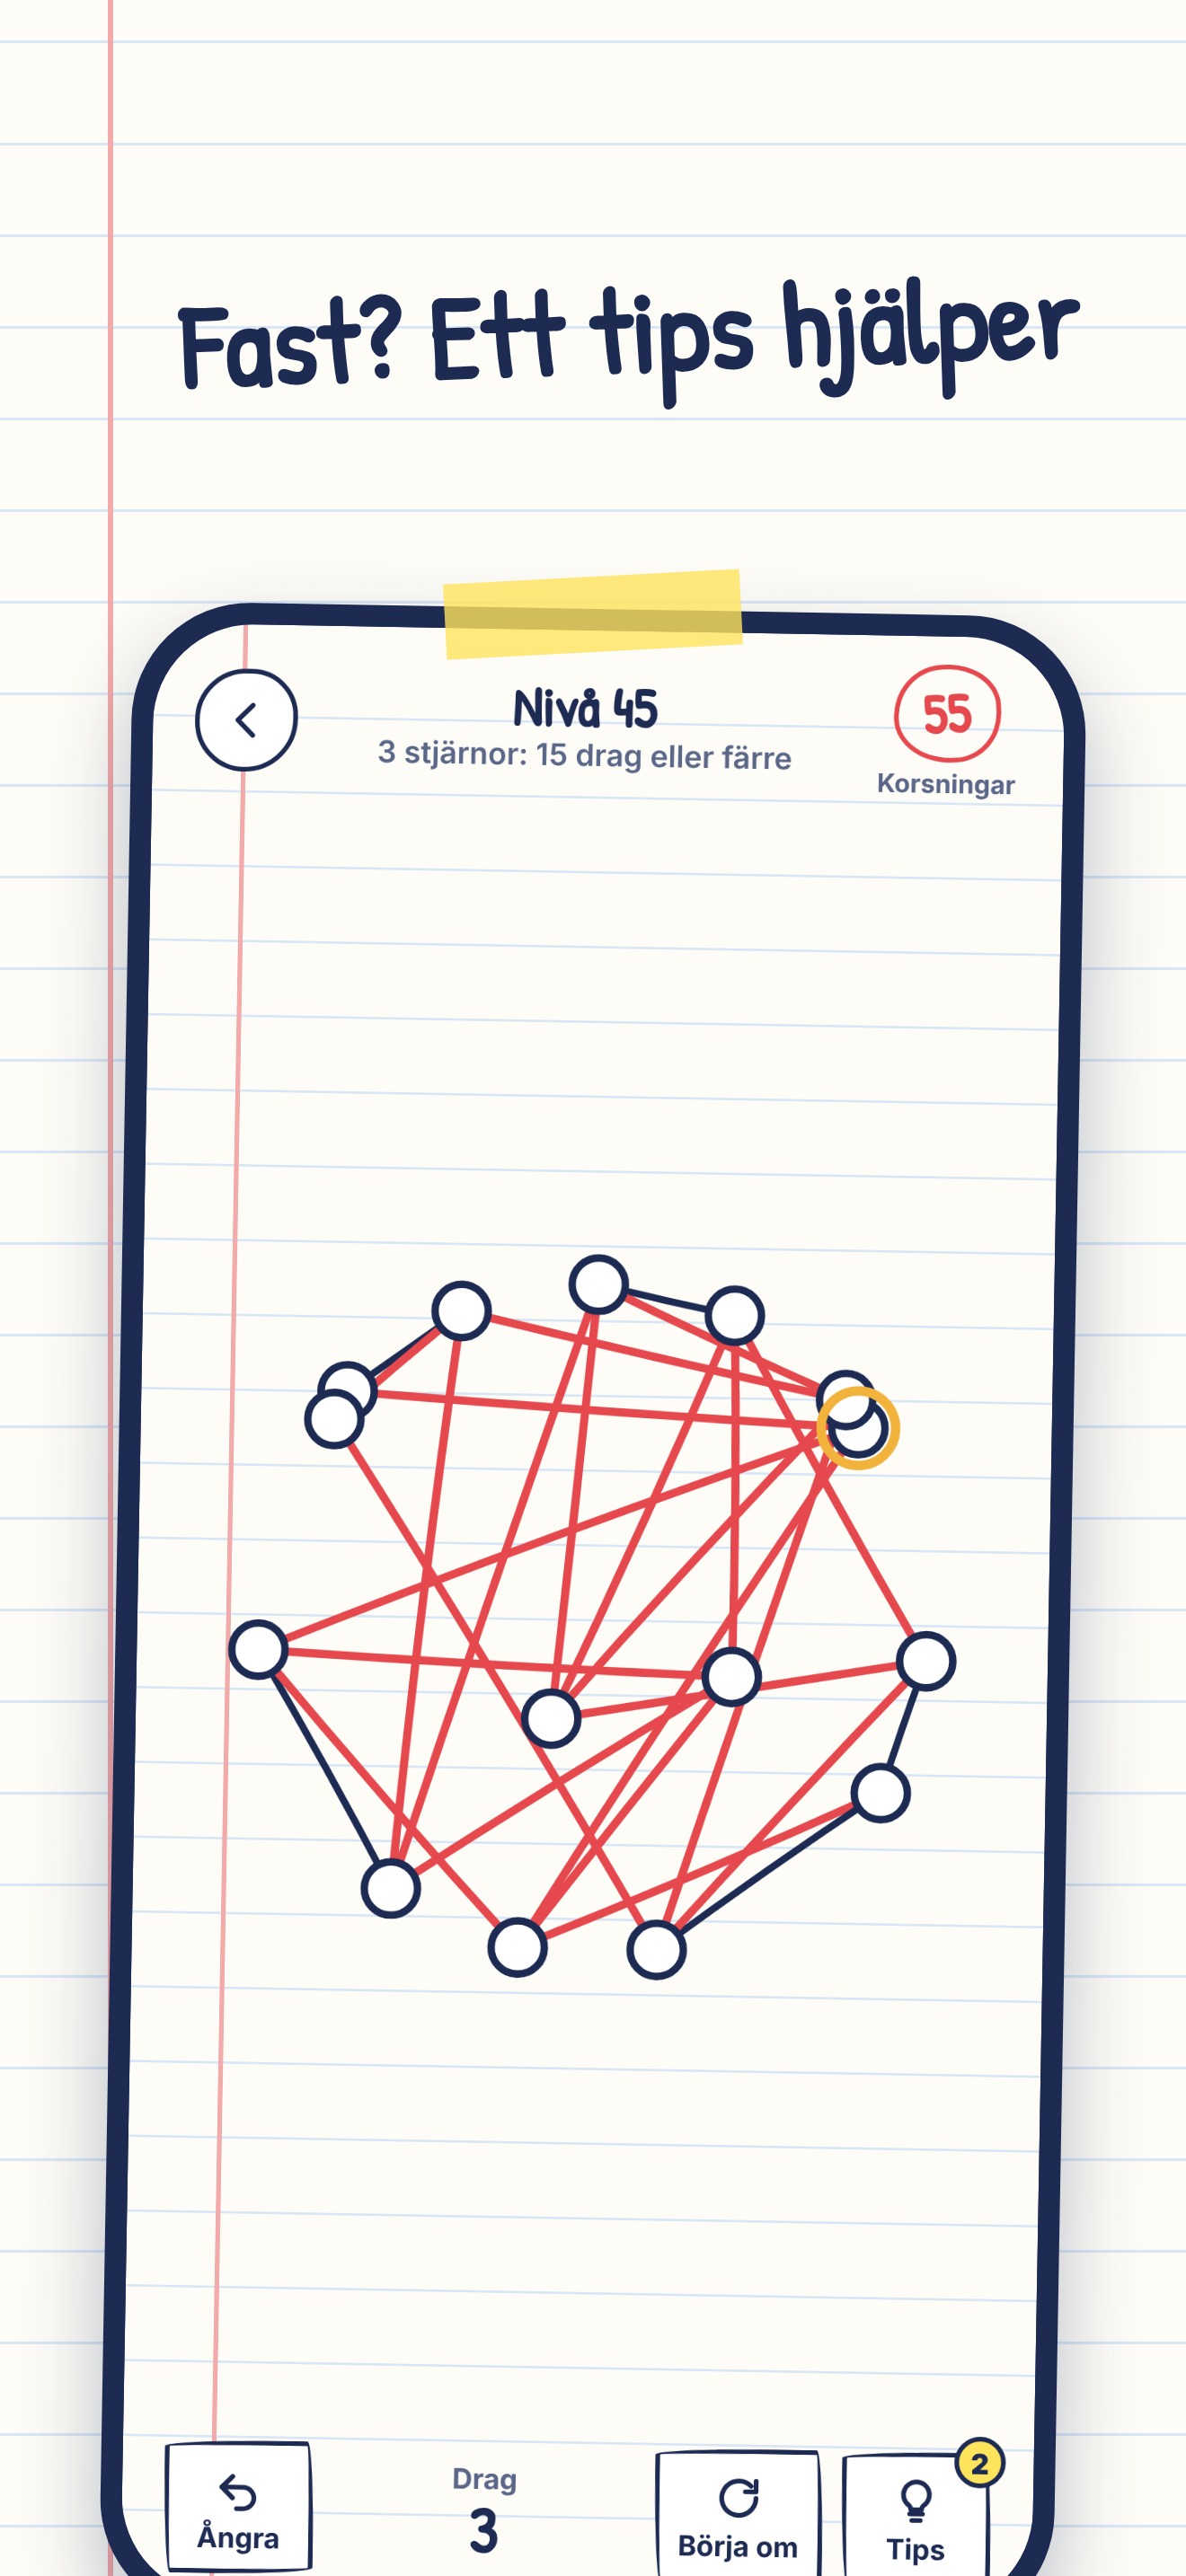 Fast? Ett tips hjälper
Nivå 45
3 stjärnor: 15 drag eller färre
55
Korsningar
Ångra
Drag
3
Börja om
Tips
2